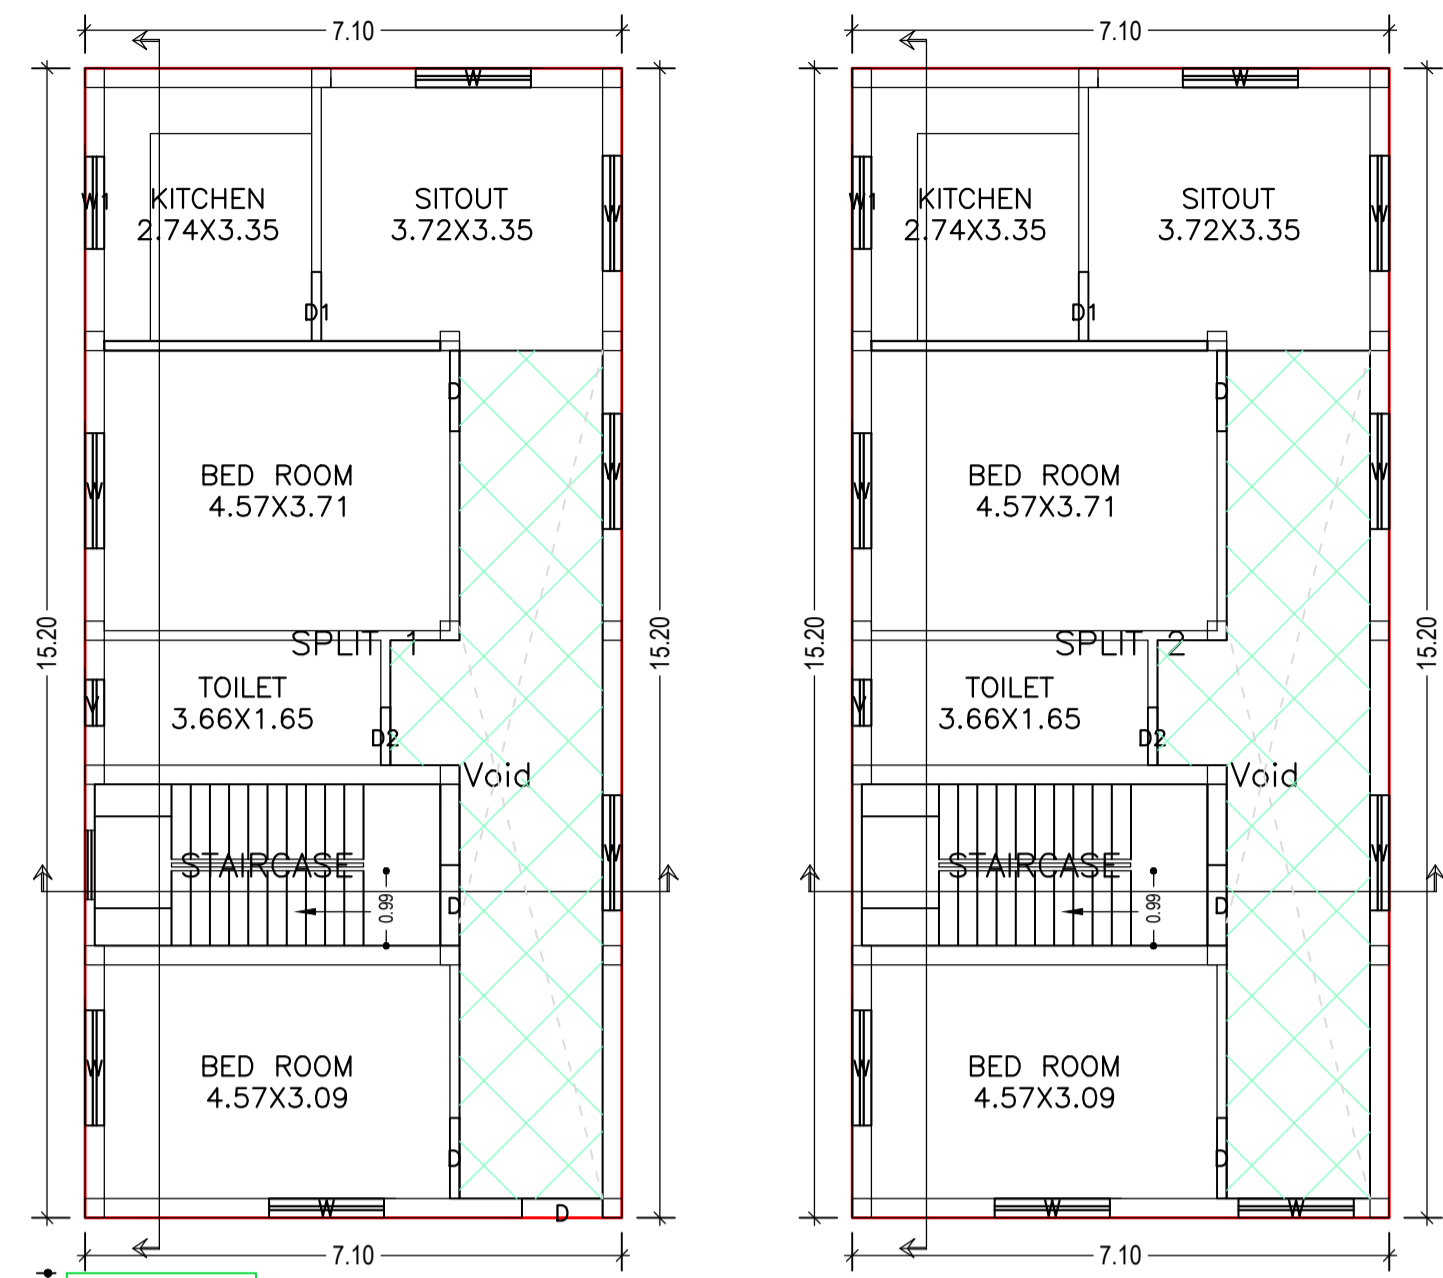 7.10
7.10
W
W
W1
KITCHEN
2.74X3.35
SITOUT
3.72X3.35
W
W1
KITCHEN
2.74X3.35
SITOUT
3.72X3.35
W
D1
D1
D
D
BED ROOM
4.57X3.71
W
W
BED ROOM
4.57X3.71
W
W
15.20
SPLIT 1
15.20
15.20
SPLIT 2
15.20
TOILET
3.66X1.65
V
TOILET
3.66X1.65
V
D2
D2
Void
Void
STAIRCASE
W
STAIRCASE
W
0.99
D
0.99
D
BED ROOM
4.57X3.09
W
BED ROOM
4.57X3.09
W
D
D
W
D
W
W
7.10
7.10